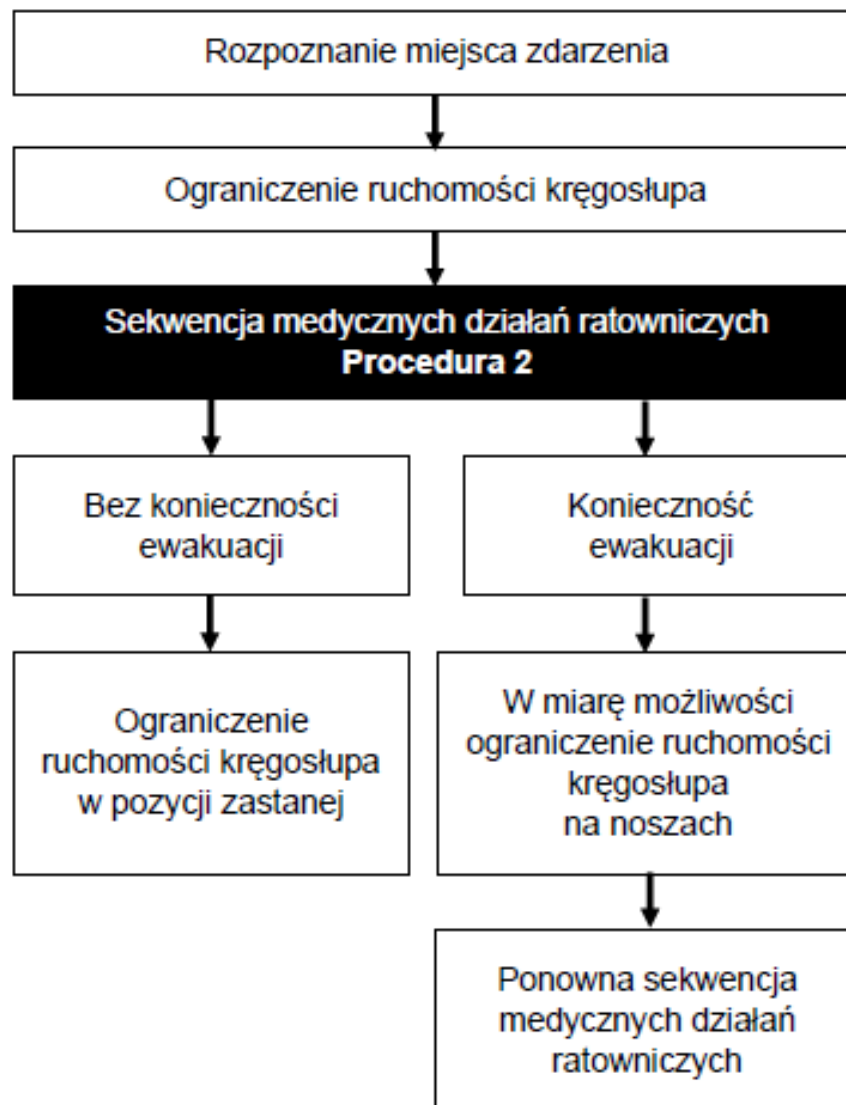 Rozpoznanie miejsca zdarzenia
Ograniczenie ruchomości kręgosłupa
Sekwencja medycznych działań ratowniczych
Procedura 2
Bez konieczności
ewakuacji
Konieczność
ewakuacji
Ograniczenie
ruchomości kręgosłupa
w pozycji zastanej
W miarę możliwości
ograniczenie ruchomości
kręgosłupa
na noszach
Ponowna sekwencja
medycznych działań
ratowniczych